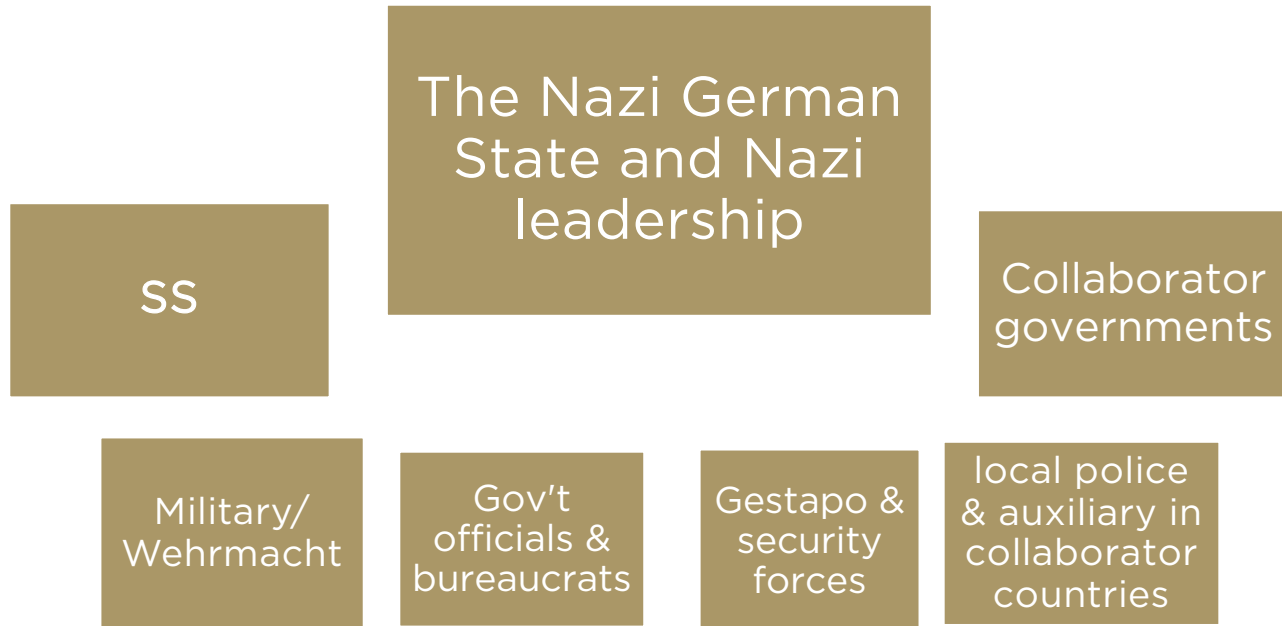 The Nazi German
State and Nazi
leadership
SS
Collaborator
governments
Military/
Wehrmacht
Gov't
officials &
bureaucrats
Gestapo &
security
forces
local police
& auxiliary in
collaborator
countries